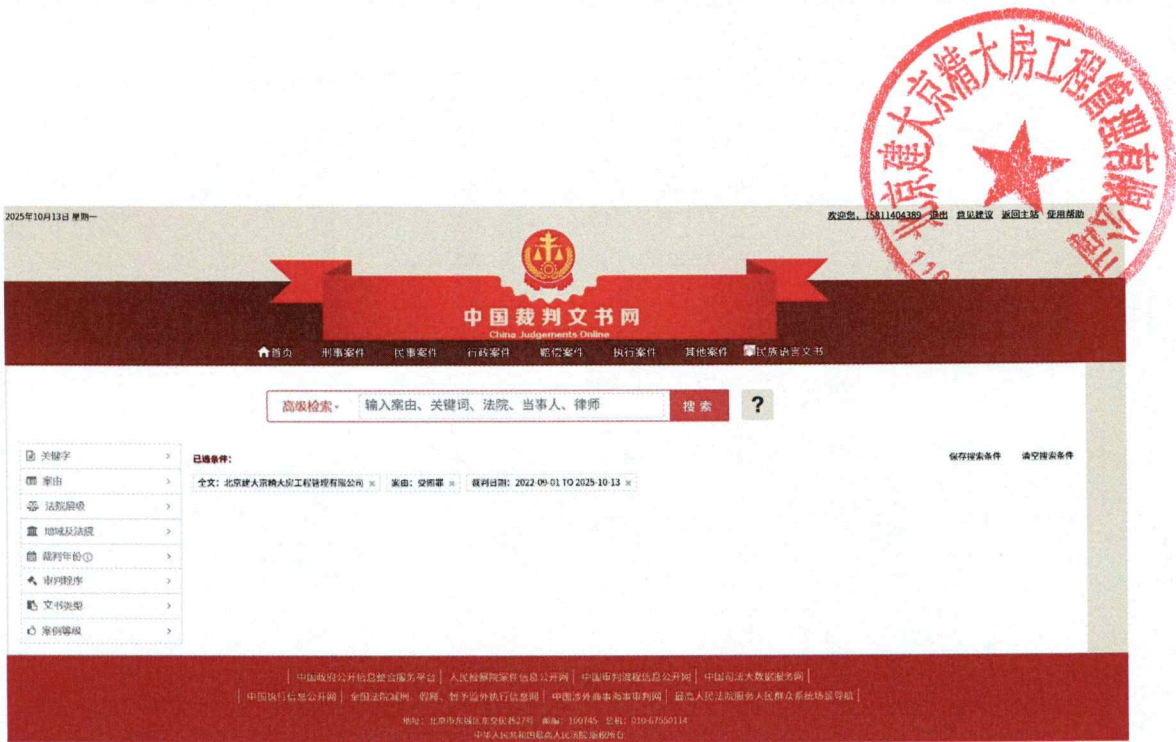 北京建大京精大房工程管理有限公司
2025年10月13日 星期一
欢迎您，15811404389 退出 意见建议 返回主站 使用帮助
中国裁判文书网
China Judgements Online
首页 刑事案件 民事案件 行政案件 赔偿案件 执行案件 其他案件 民族语言文书
高级检索 输入案由、关键词、法院、当事人、律师 搜索 ?
关键字
已选条件：
保存搜索条件 清空搜索条件
案由
全文：北京建大京精大房工程管理有限公司 × 案由：受贿罪 × 裁判日期：2022-09-01 TO 2025-10-13 ×
法院层级
地域及法院
裁判年份
审判程序
文书类型
案例等级
中国政府公开信息整合服务平台 | 人民检察院案件信息公开网 | 中国审判流程信息公开网 | 中国司法大数据服务网
中国执行信息公开网 | 全国法院减刑、假释、暂予监外执行信息网 | 中国涉外商事海事审判网 | 最高人民法院服务人民群众系统场景导航
地址：北京市东城区东交民巷27号 邮编：100745 总机：010-67550114
中华人民共和国最高人民法院 版权所有